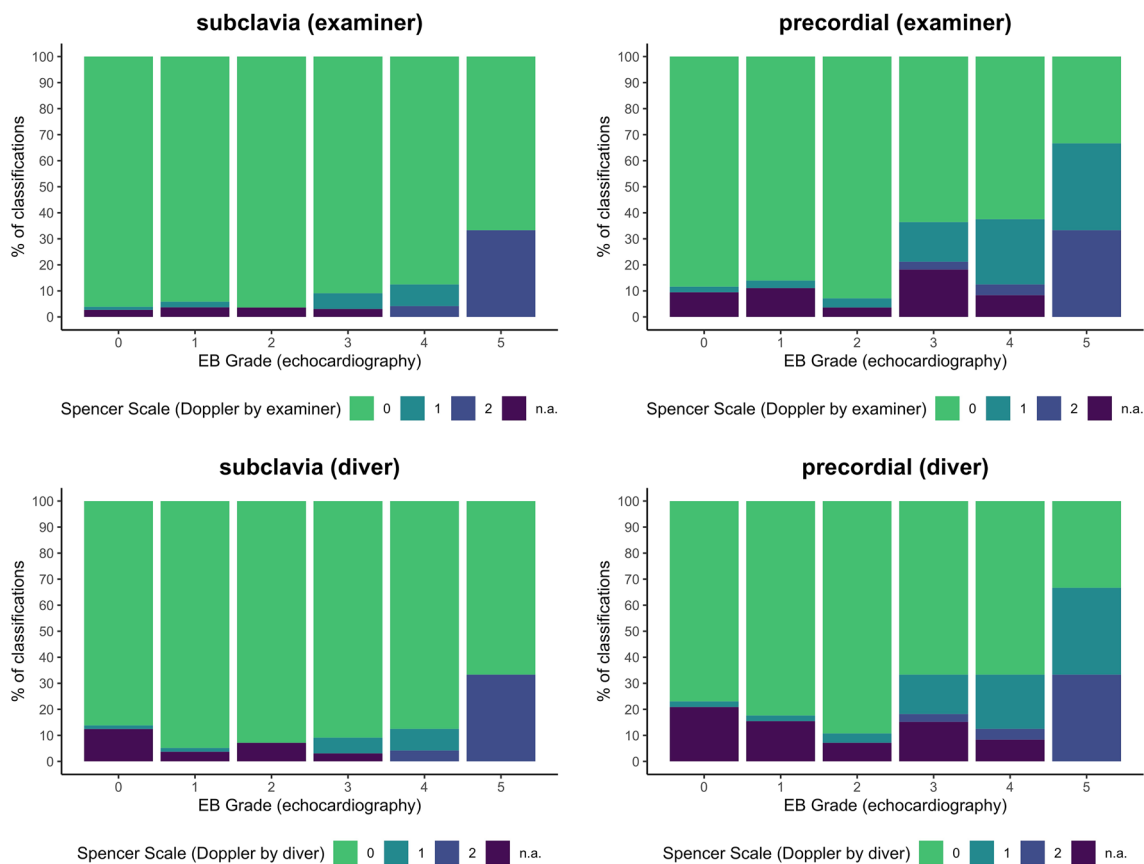 subclavia (examiner)
% of classifications
100
90
80
70
60
50
40
30
20
10
0
0 1 2 3 4 5
EB Grade (echocardiography)
Spencer Scale (Doppler by examiner) 0 1 2 n.a.
precordial (examiner)
% of classifications
100
90
80
70
60
50
40
30
20
10
0
0 1 2 3 4 5
EB Grade (echocardiography)
Spencer Scale (Doppler by examiner) 0 1 2 n.a.
subclavia (diver)
% of classifications
100
90
80
70
60
50
40
30
20
10
0
0 1 2 3 4 5
EB Grade (echocardiography)
Spencer Scale (Doppler by diver) 0 1 2 n.a.
precordial (diver)
% of classifications
100
90
80
70
60
50
40
30
20
10
0
0 1 2 3 4 5
EB Grade (echocardiography)
Spencer Scale (Doppler by diver) 0 1 2 n.a.